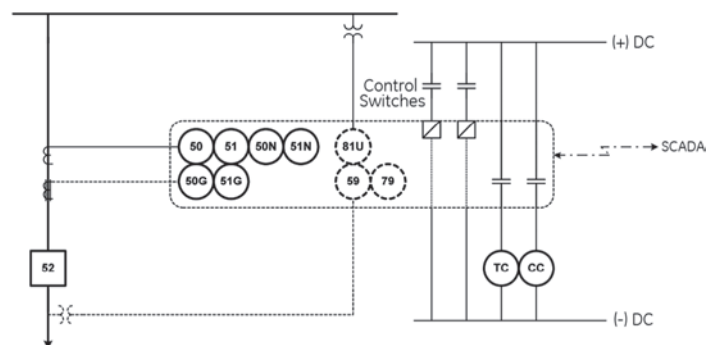 (+) DC
Control
Switches
50 51 50N 51N 81U
SCADA
50G 51G 59 79
52
TC CC
(-) DC